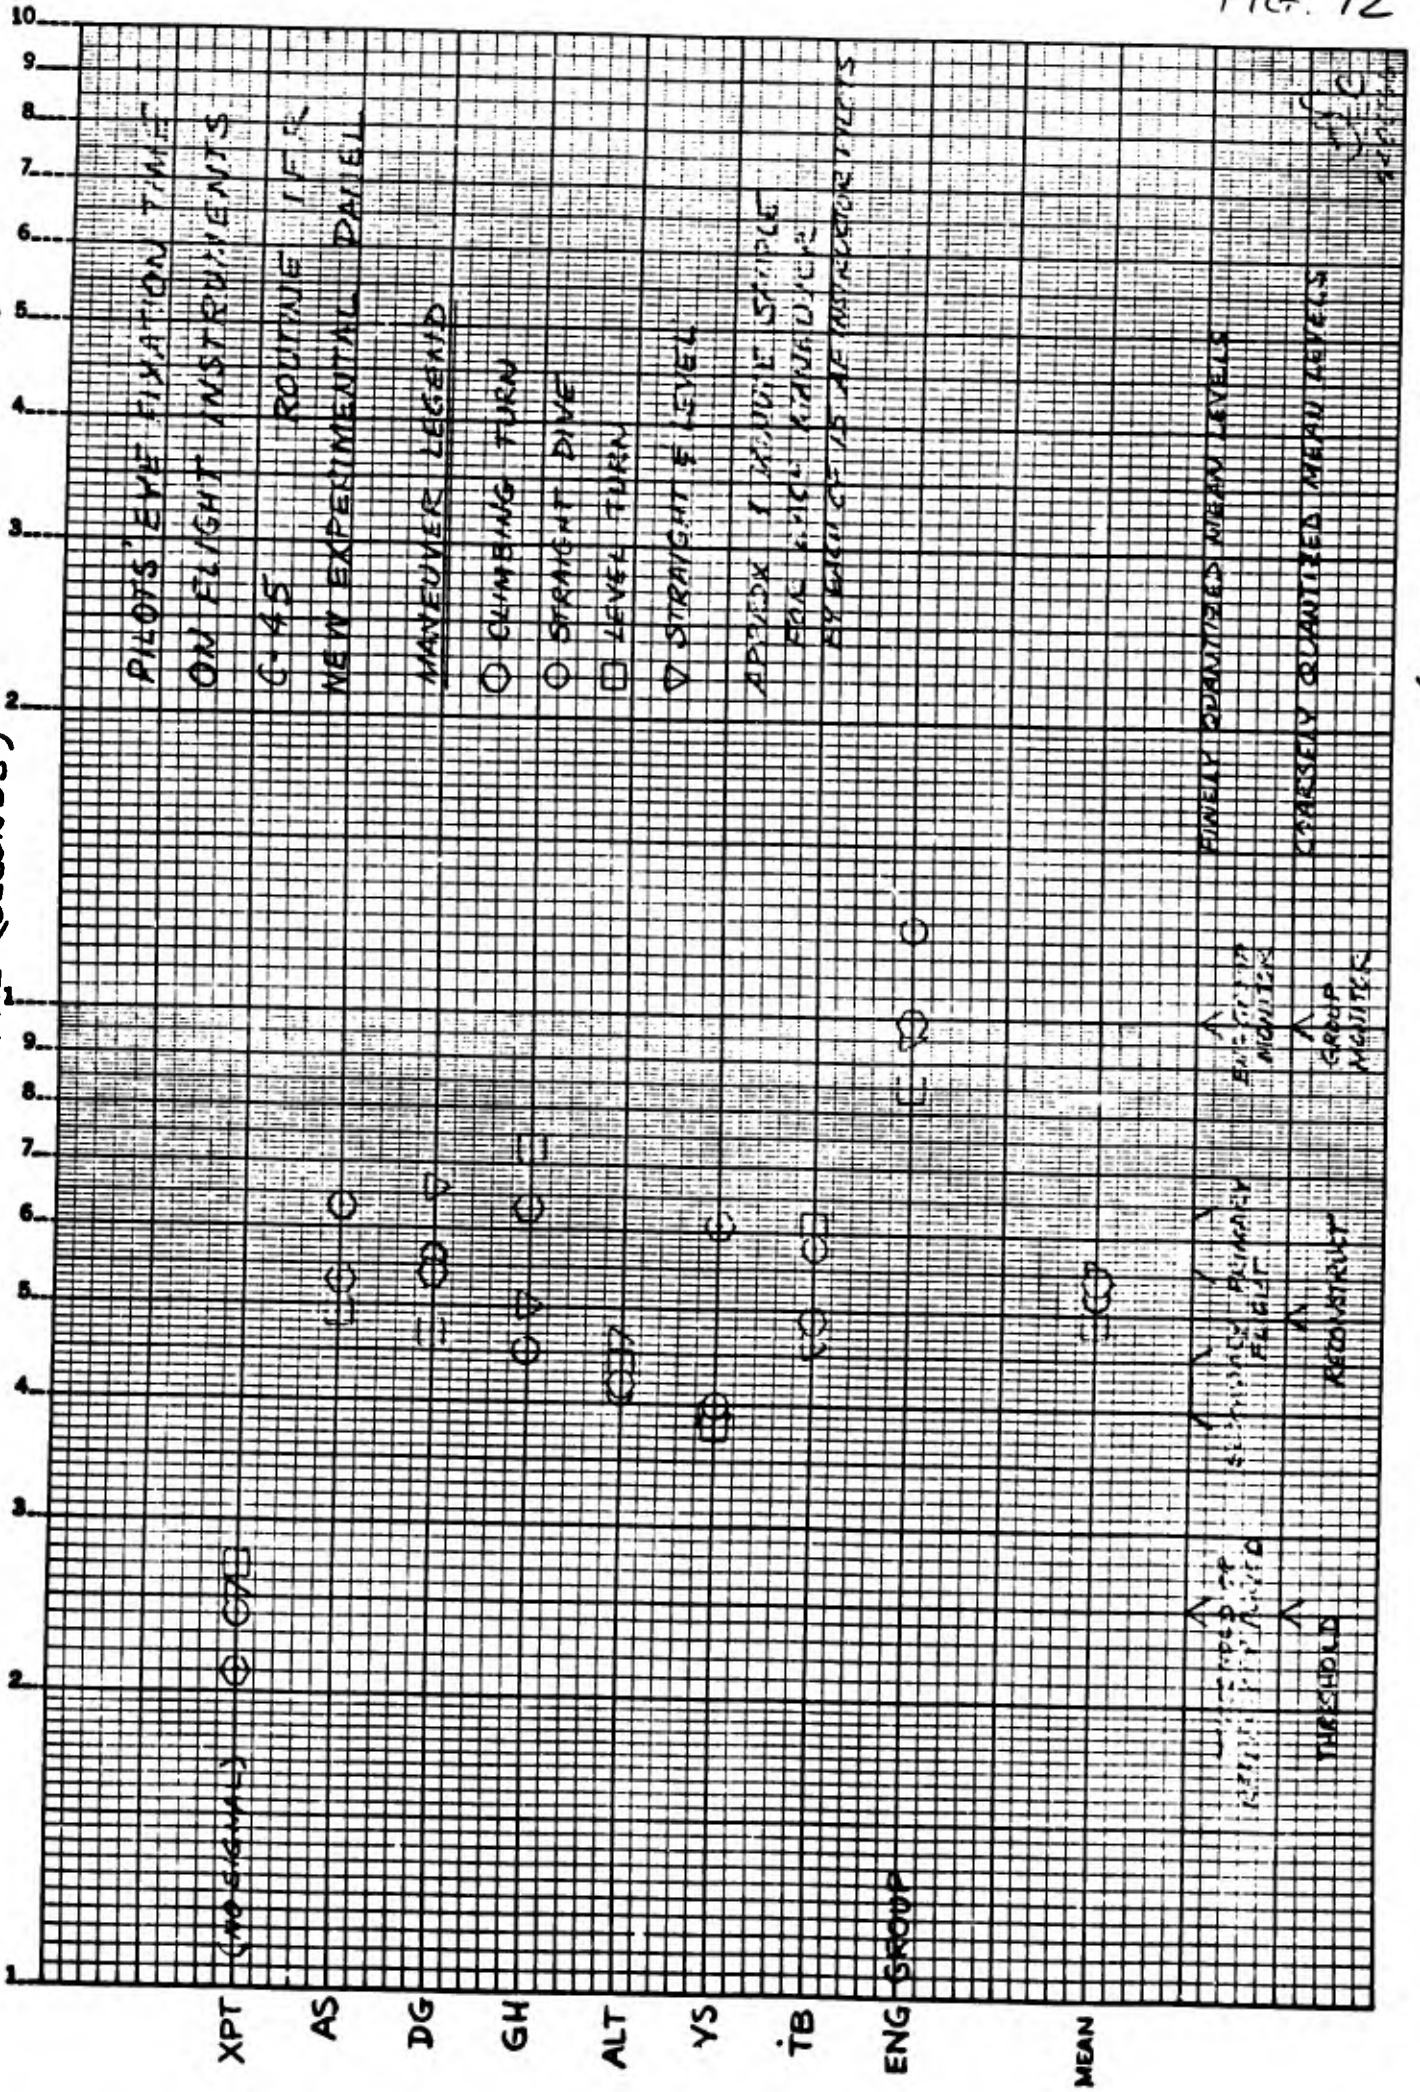 FIG. 12
(SECONDS)
10
9
8
7
6
5
4
3
2
1
9
8
7
6
5
4
3
2
1
PILOTS' EYE FIXATION TIME
ON FLIGHT INSTRUMENTS
C-45 ROUTINE IFR
NEW EXPERIMENTAL PANEL
MANEUVER LEGEND
CLIMBING TURN
STRAIGHT DIVE
LEVEL TURN
STRAIGHT & LEVEL
APPROX 1 MINUTE SAMPLE
FOR EACH MANEUVER
BY EACH OF 15 AF INSTRUCTOR PILOTS
XPT
(NO SIGNAL)
AS
DG
GH
ALT
VS
TB
ENG
GROUP
MEAN
FINELY QUANTIZED MEAN LEVELS
PRIMARY
FLIGHT
MONITOR
COARSELY QUANTIZED MEAN LEVELS
THRESHOLD
RECONSTRUCT
GROUP
MONITOR